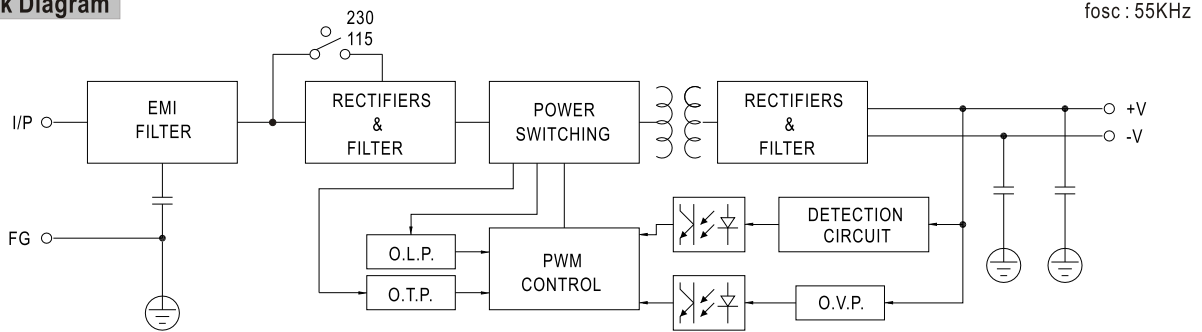 k Diagram
fosc : 55KHz
230
115
I/P
EMI
FILTER
RECTIFIERS
&
FILTER
POWER
SWITCHING
RECTIFIERS
&
FILTER
+V
-V
FG
O.L.P.
O.T.P.
PWM
CONTROL
DETECTION
CIRCUIT
O.V.P.